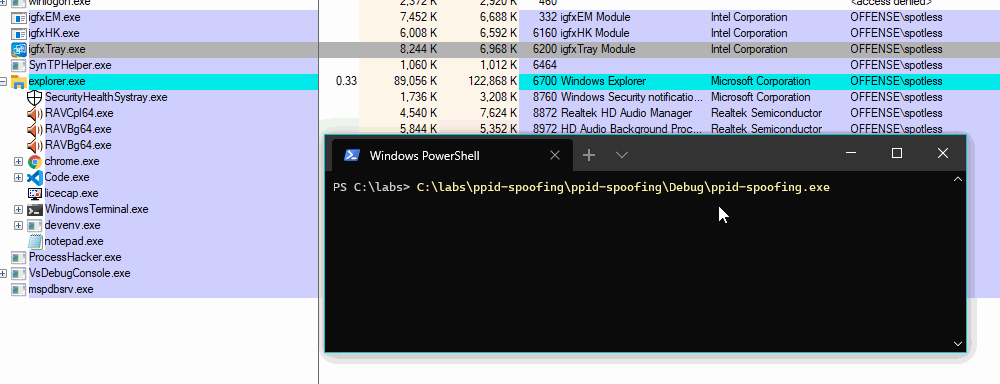 winlogon.exe 2,372 K 2,920 K 460 <access denied>
igfxEM.exe 7,452 K 6,688 K 332 igfxEM Module Intel Corporation OFFENSE\spotless
igfxHK.exe 6,008 K 6,592 K 6160 igfxHK Module Intel Corporation OFFENSE\spotless
igfxTray.exe 8,244 K 6,968 K 6200 igfxTray Module Intel Corporation OFFENSE\spotless
SynTPHelper.exe 1,060 K 1,012 K 6464 OFFENSE\spotless
explorer.exe 0.33 89,056 K 122,868 K 6700 Windows Explorer Microsoft Corporation OFFENSE\spotless
SecurityHealthSystray.exe 1,736 K 3,208 K 8760 Windows Security notificatio... Microsoft Corporation OFFENSE\spotless
RAVCpl64.exe 4,540 K 7,624 K 8872 Realtek HD Audio Manager Realtek Semiconductor OFFENSE\spotless
RAVBg64.exe 5,844 K 5,352 K 8972 HD Audio Background Proc... Realtek Semiconductor OFFENSE\spotless
RAVBg64.exe
chrome.exe
Code.exe
licecap.exe
WindowsTerminal.exe
devenv.exe
notepad.exe
ProcessHacker.exe
VsDebugConsole.exe
mspdbsrv.exe
Windows PowerShell
PS C:\labs> C:\labs\ppid-spoofing\ppid-spoofing\Debug\ppid-spoofing.exe